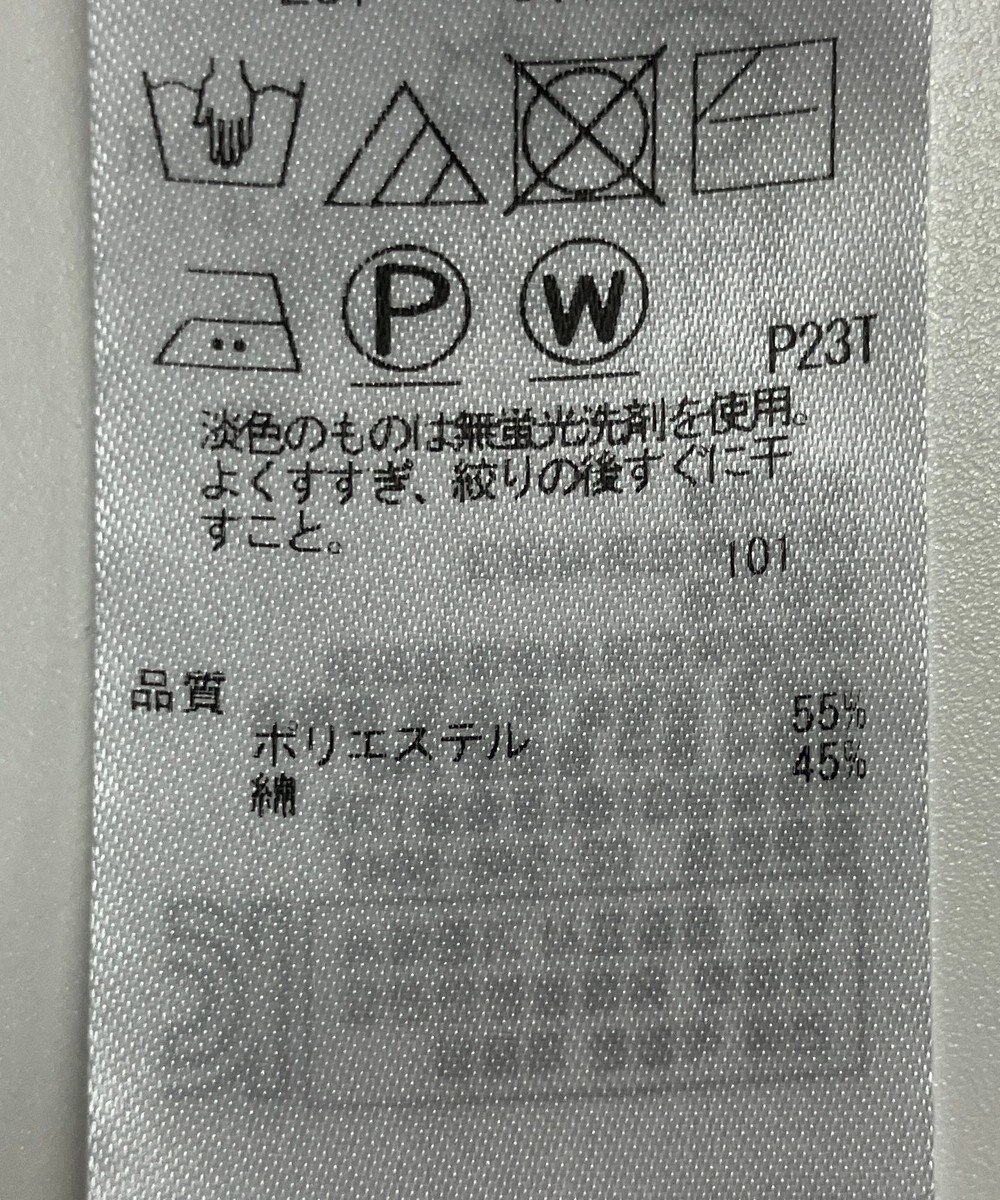 P
W
P23T
淡色のものは無蛍光洗剤を使用。
よくすすぎ、絞りの後すぐに干
すこと。
101
品質
ポリエステル 55%
綿 45%